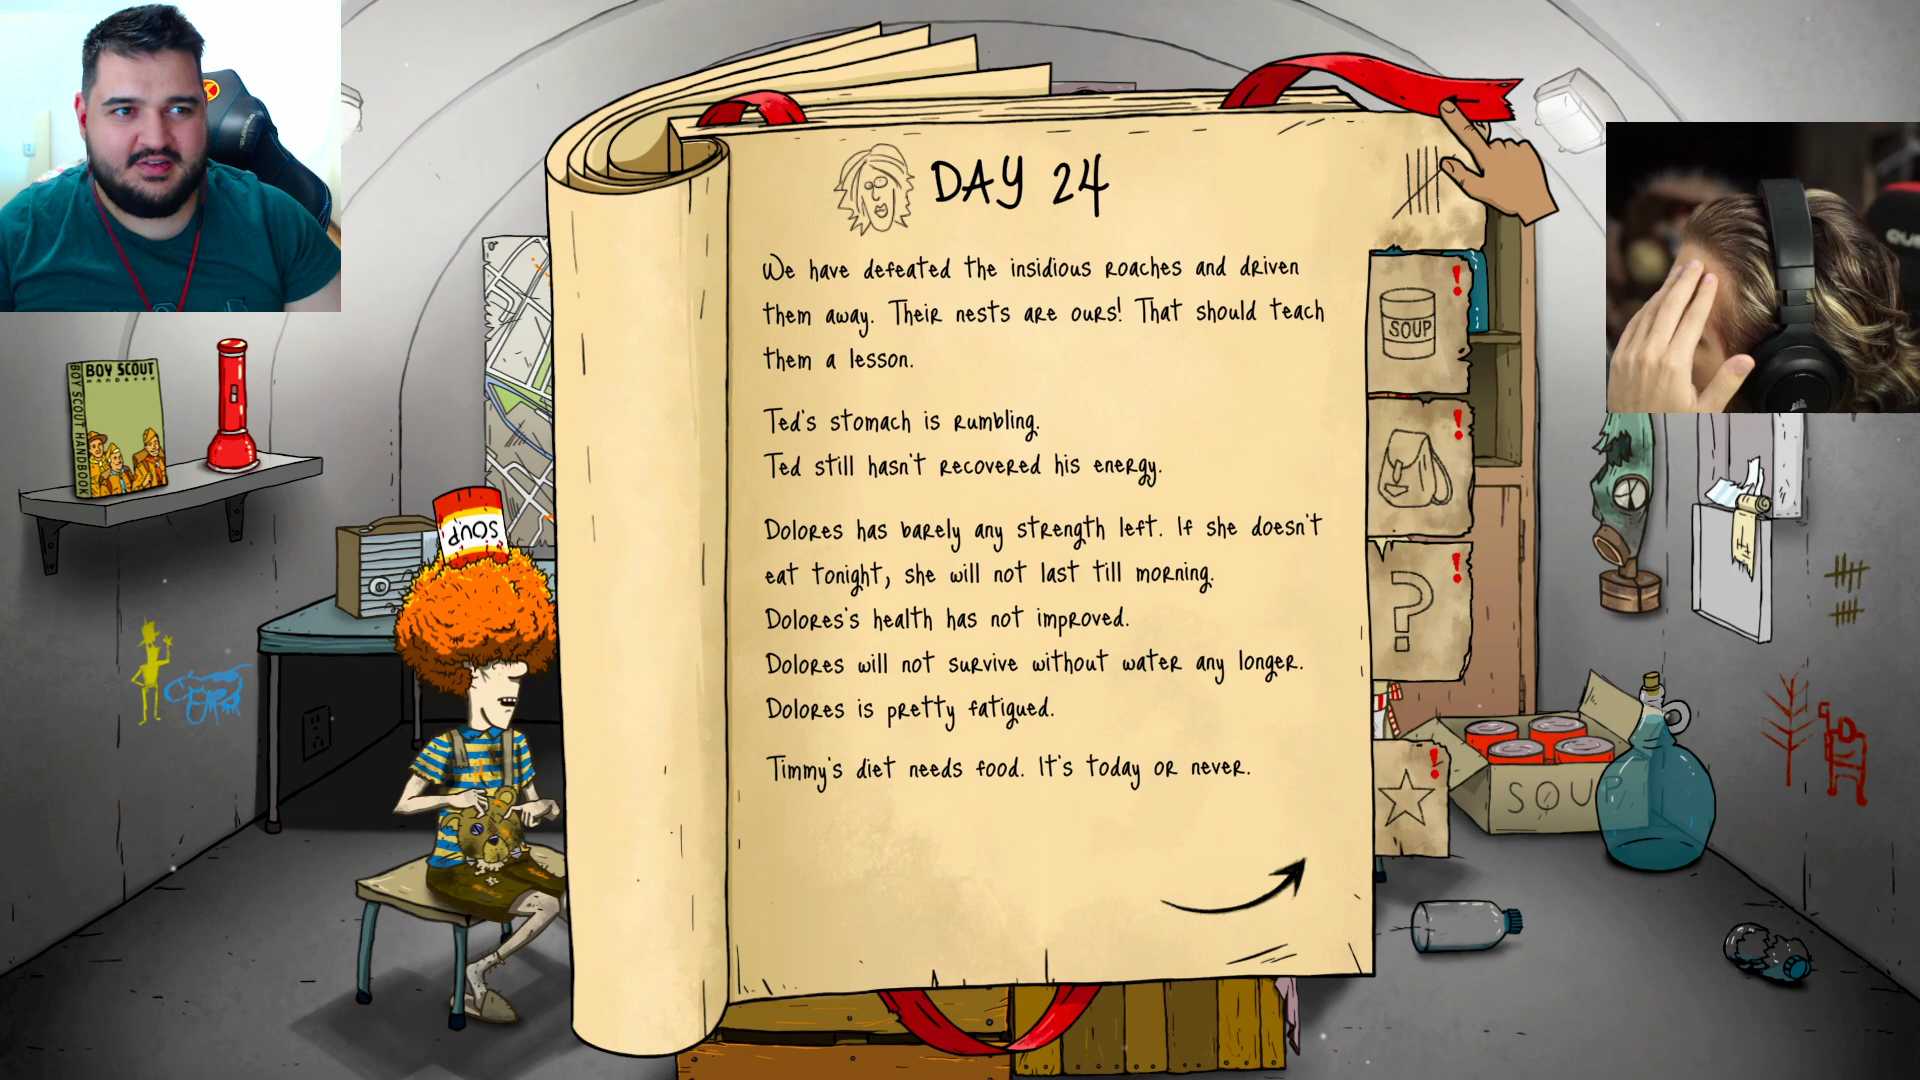 DAY 24
We have defeated the insidious roaches and driven
them away. Their nests are ours! That should teach
them a lesson.
Ted's stomach is rumbling.
Ted still hasn't recovered his energy.
Dolores has barely any strength left. If she doesn't
eat tonight, she will not last till morning.
Dolores's health has not improved.
Dolores will not survive without water any longer.
Dolores is pretty fatigued.
Timmy's diet needs food. It's today or never.
!
SOUP
!
!
?
!
BOY SCOUT
HANDBOOK
BOY SCOUT HANDBOOK
SOUP
SOUP